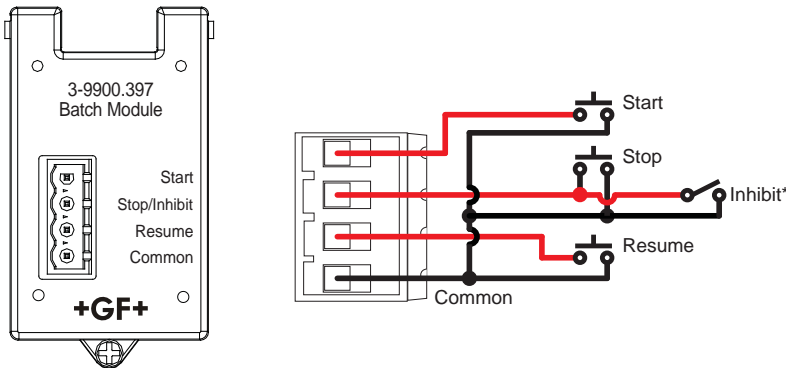 3-9900.397
Batch Module
Start
Stop/Inhibit
Resume
Common
+GF+
Start
Stop
Inhibit*
Resume
Common